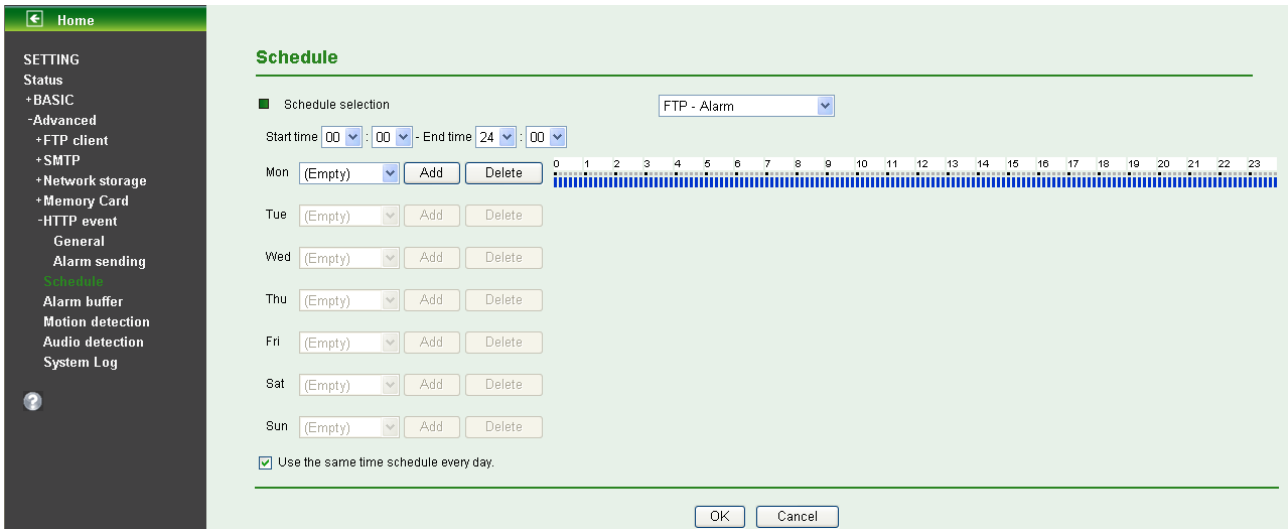 Home
SETTING
Status
+BASIC
-Advanced
+FTP client
+SMTP
+Network storage
+Memory Card
-HTTP event
General
Alarm sending
Schedule
Alarm buffer
Motion detection
Audio detection
System Log
?
Schedule
Schedule selection FTP - Alarm
Start time 00 : 00 - End time 24 : 00
Mon (Empty) Add Delete 0 1 2 3 4 5 6 7 8 9 10 11 12 13 14 15 16 17 18 19 20 21 22 23
Tue (Empty) Add Delete
Wed (Empty) Add Delete
Thu (Empty) Add Delete
Fri (Empty) Add Delete
Sat (Empty) Add Delete
Sun (Empty) Add Delete
Use the same time schedule every day.
OK Cancel